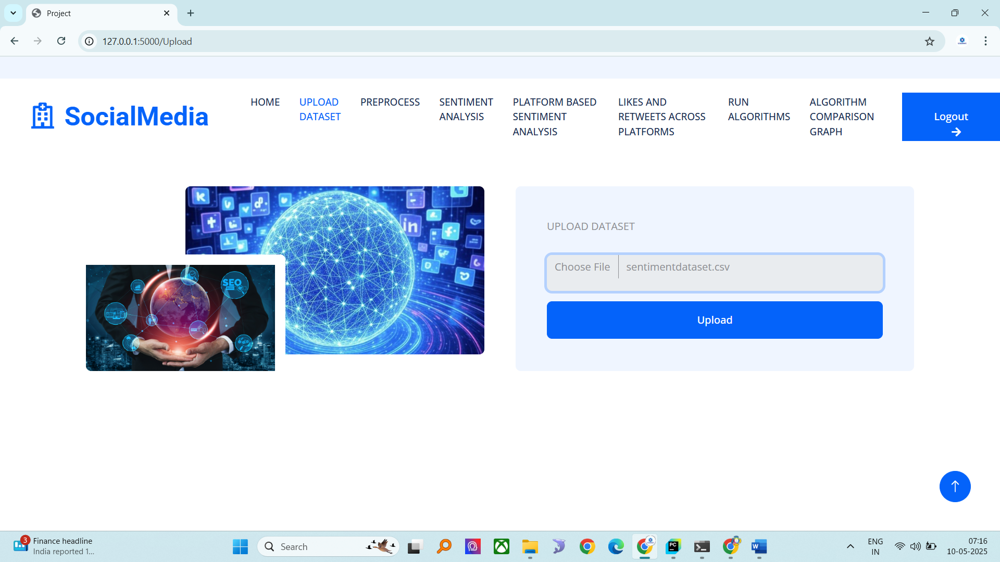 Project
127.0.0.1:5000/Upload
SocialMedia
HOME
UPLOAD
DATASET
PREPROCESS
SENTIMENT
ANALYSIS
PLATFORM BASED
SENTIMENT
ANALYSIS
LIKES AND
RETWEETS ACROSS
PLATFORMS
RUN
ALGORITHMS
ALGORITHM
COMPARISON
GRAPH
Logout
in
SEO
UPLOAD DATASET
Choose File
sentimentdataset.csv
Upload
3
Finance headline
India reported 1...
Search
PC
W
ENG
IN
07:16
10-05-2025